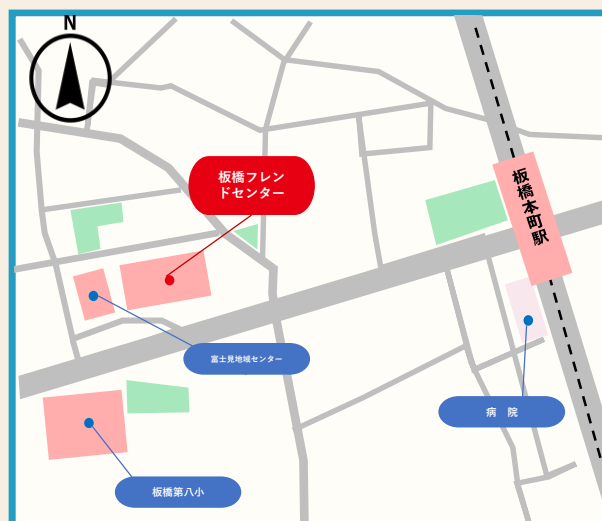 N
板橋フレン
ドセンター
板橋本町駅
富士見地域センター
病　院
板橋第八小